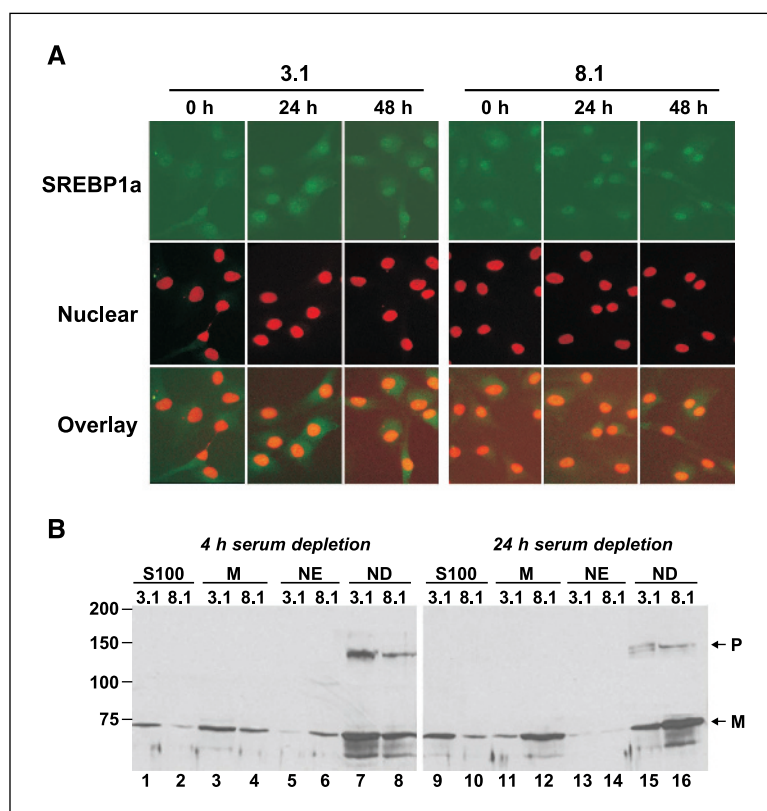 A
3.1 8.1
0 h 24 h 48 h 0 h 24 h 48 h
SREBP1a
Nuclear
Overlay
B
4 h serum depletion 24 h serum depletion
S100 M NE ND S100 M NE ND
3.1 8.1 3.1 8.1 3.1 8.1 3.1 8.1 3.1 8.1 3.1 8.1 3.1 8.1 3.1 8.1
200
150 P
100
75 M
1 2 3 4 5 6 7 8 9 10 11 12 13 14 15 16